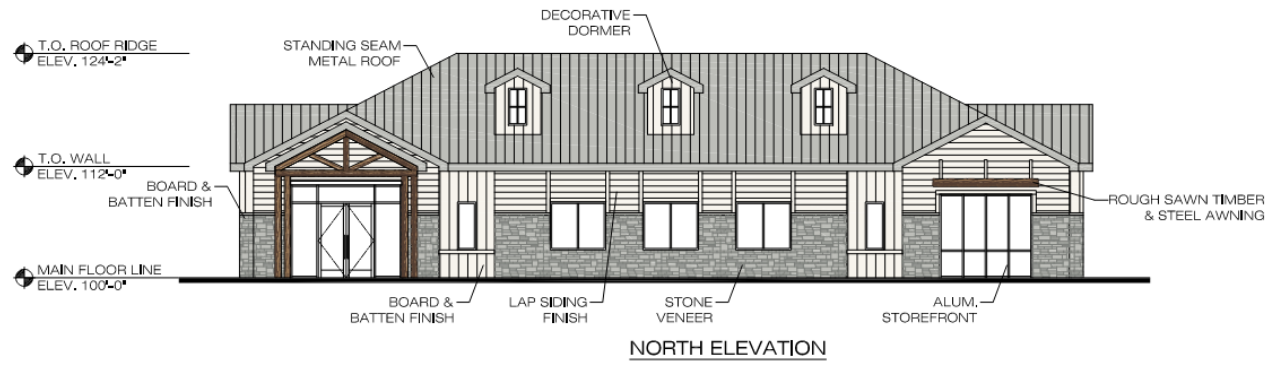 DECORATIVE
DORMER
T.O. ROOF RIDGE
ELEV. 124'-2"
STANDING SEAM
METAL ROOF
T.O. WALL
ELEV. 112'-0"
BOARD &
BATTEN FINISH
ROUGH SAWN TIMBER
& STEEL AWNING
MAIN FLOOR LINE
ELEV. 100'-0"
BOARD &
BATTEN FINISH
LAP SIDING
FINISH
STONE
VENEER
ALUM.
STOREFRONT
NORTH ELEVATION